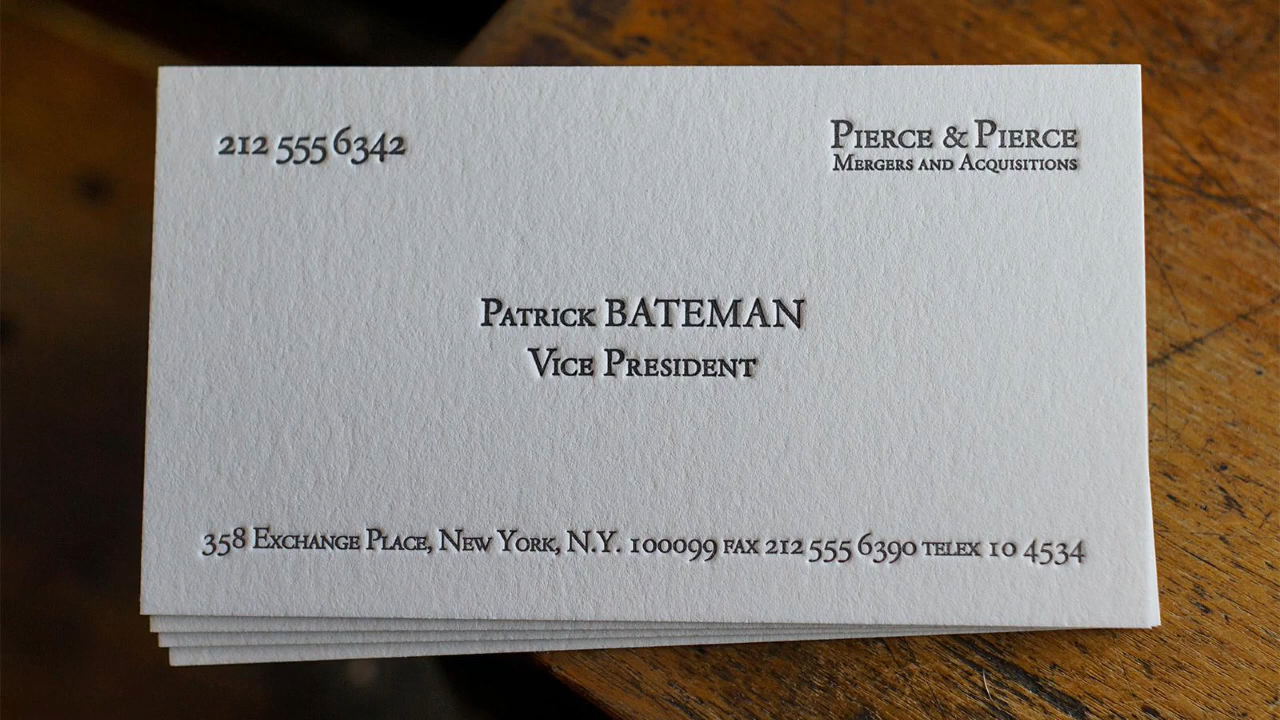 212 555 6342
PIERCE & PIERCE
MERGERS AND ACQUISITIONS
PATRICK BATEMAN
VICE PRESIDENT
358 EXCHANGE PLACE, NEW YORK, N.Y. 100099 FAX 212 555 6390 TELEX 10 4534